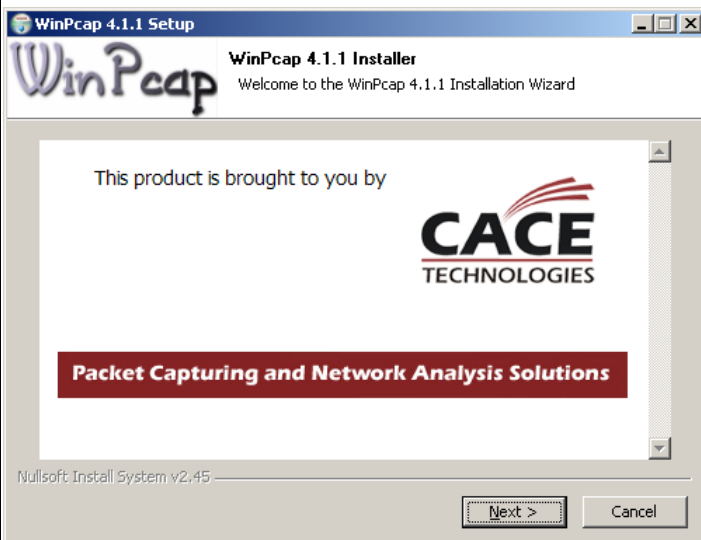 WinPcap 4.1.1 Setup
WinPcap
WinPcap 4.1.1 Installer
Welcome to the WinPcap 4.1.1 Installation Wizard
This product is brought to you by
CACE
TECHNOLOGIES
Packet Capturing and Network Analysis Solutions
Nullsoft Install System v2.45
Next >
Cancel